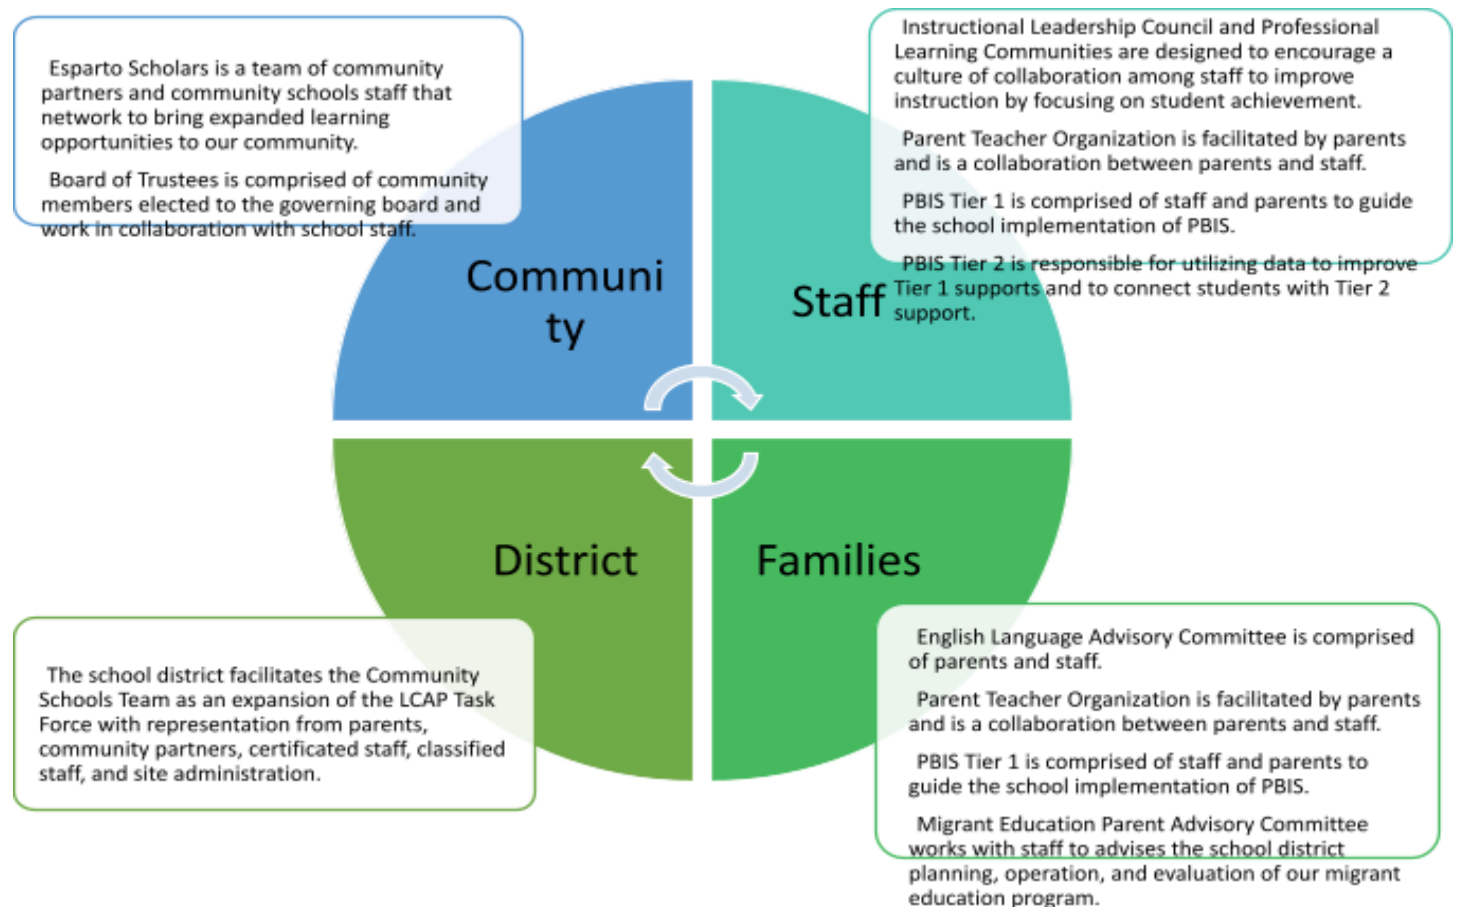 Esparto Scholars is a team of community
partners and community schools staff that
network to bring expanded learning
opportunities to our community.
Board of Trustees is comprised of community
members elected to the governing board and
work in collaboration with school staff.
Communi
ty
Instructional Leadership Council and Professional
Learning Communities are designed to encourage a
culture of collaboration among staff to improve
instruction by focusing on student achievement.
Parent Teacher Organization is facilitated by parents
and is a collaboration between parents and staff.
PBIS Tier 1 is comprised of staff and parents to guide
the school implementation of PBIS.
PBIS Tier 2 is responsible for utilizing data to improve
Tier 1 supports and to connect students with Tier 2
support.
Staff
District
The school district facilitates the Community
Schools Team as an expansion of the LCAP Task
Force with representation from parents,
community partners, certificated staff, classified
staff, and site administration.
Families
English Language Advisory Committee is comprised
of parents and staff.
Parent Teacher Organization is facilitated by parents
and is a collaboration between parents and staff.
PBIS Tier 1 is comprised of staff and parents to
guide the school implementation of PBIS.
Migrant Education Parent Advisory Committee
works with staff to advises the school district
planning, operation, and evaluation of our migrant
education program.